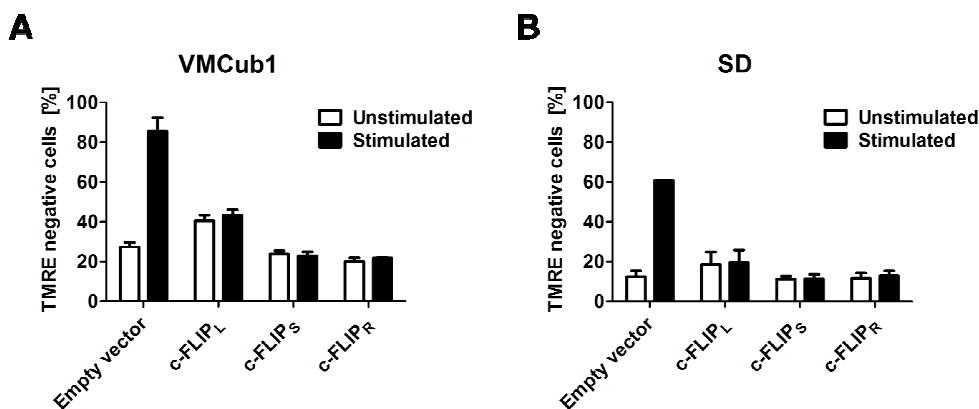 A
VMCub1
TMRE negative cells [%]
100
80
60
40
20
0
Unstimulated
Stimulated
Empty vector
c-FLIPL
c-FLIPS
c-FLIPR
B
SD
TMRE negative cells [%]
100
80
60
40
20
0
Unstimulated
Stimulated
Empty vector
c-FLIPL
c-FLIPS
c-FLIPR